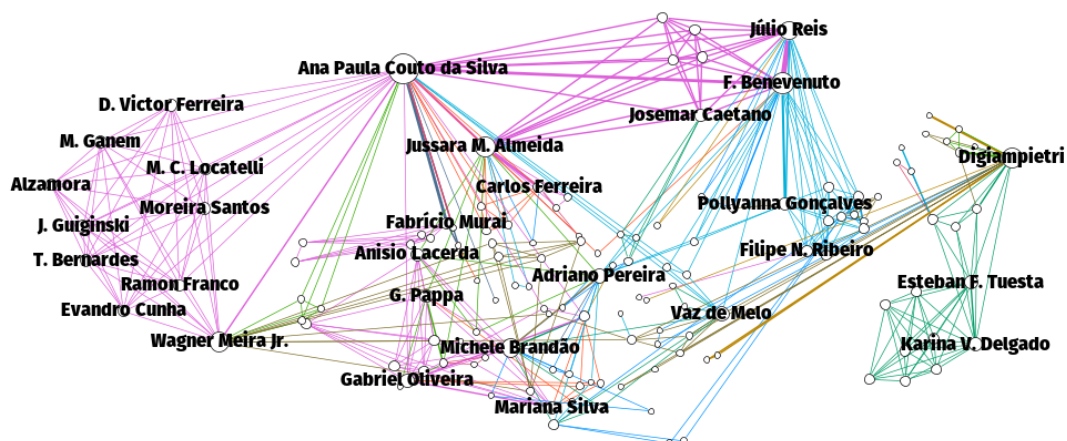 Júlio Reis
Ana Paula Couto da Silva
F. Benevenuto
D. Victor Ferreira
Josemar Caetano
M. Ganem
Jussara M. Almeida
Digiampietri
M. C. Locatelli
Alzamora
Carlos Ferreira
Moreira Santos
Pollyanna Gonçalves
J. Guiginski
Fabrício Murai
Anisio Lacerda
Filipe N. Ribeiro
T. Bernardes
Adriano Pereira
Ramon Franco
Esteban F. Tuesta
G. Pappa
Evandro Cunha
Vaz de Melo
Wagner Meira Jr.
Michele Brandão
Karina V. Delgado
Gabriel Oliveira
Mariana Silva